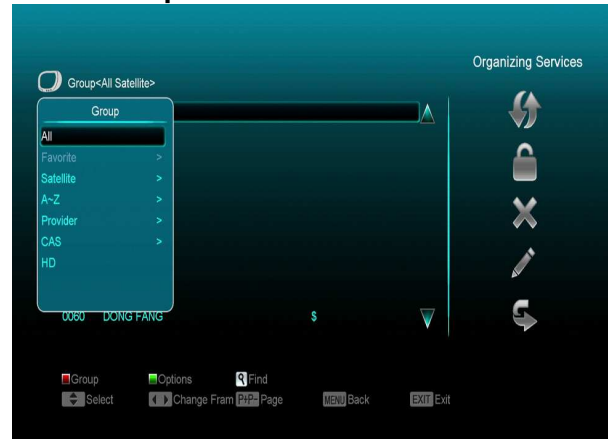 Organizing Services
Group<All Satellite>
Group
All
Favorite >
Satellite >
A~Z >
Provider >
CAS >
HD
0060 DONG FANG $
Group Options Find
Select Change Fram P+P- Page MENU Back EXIT Exit